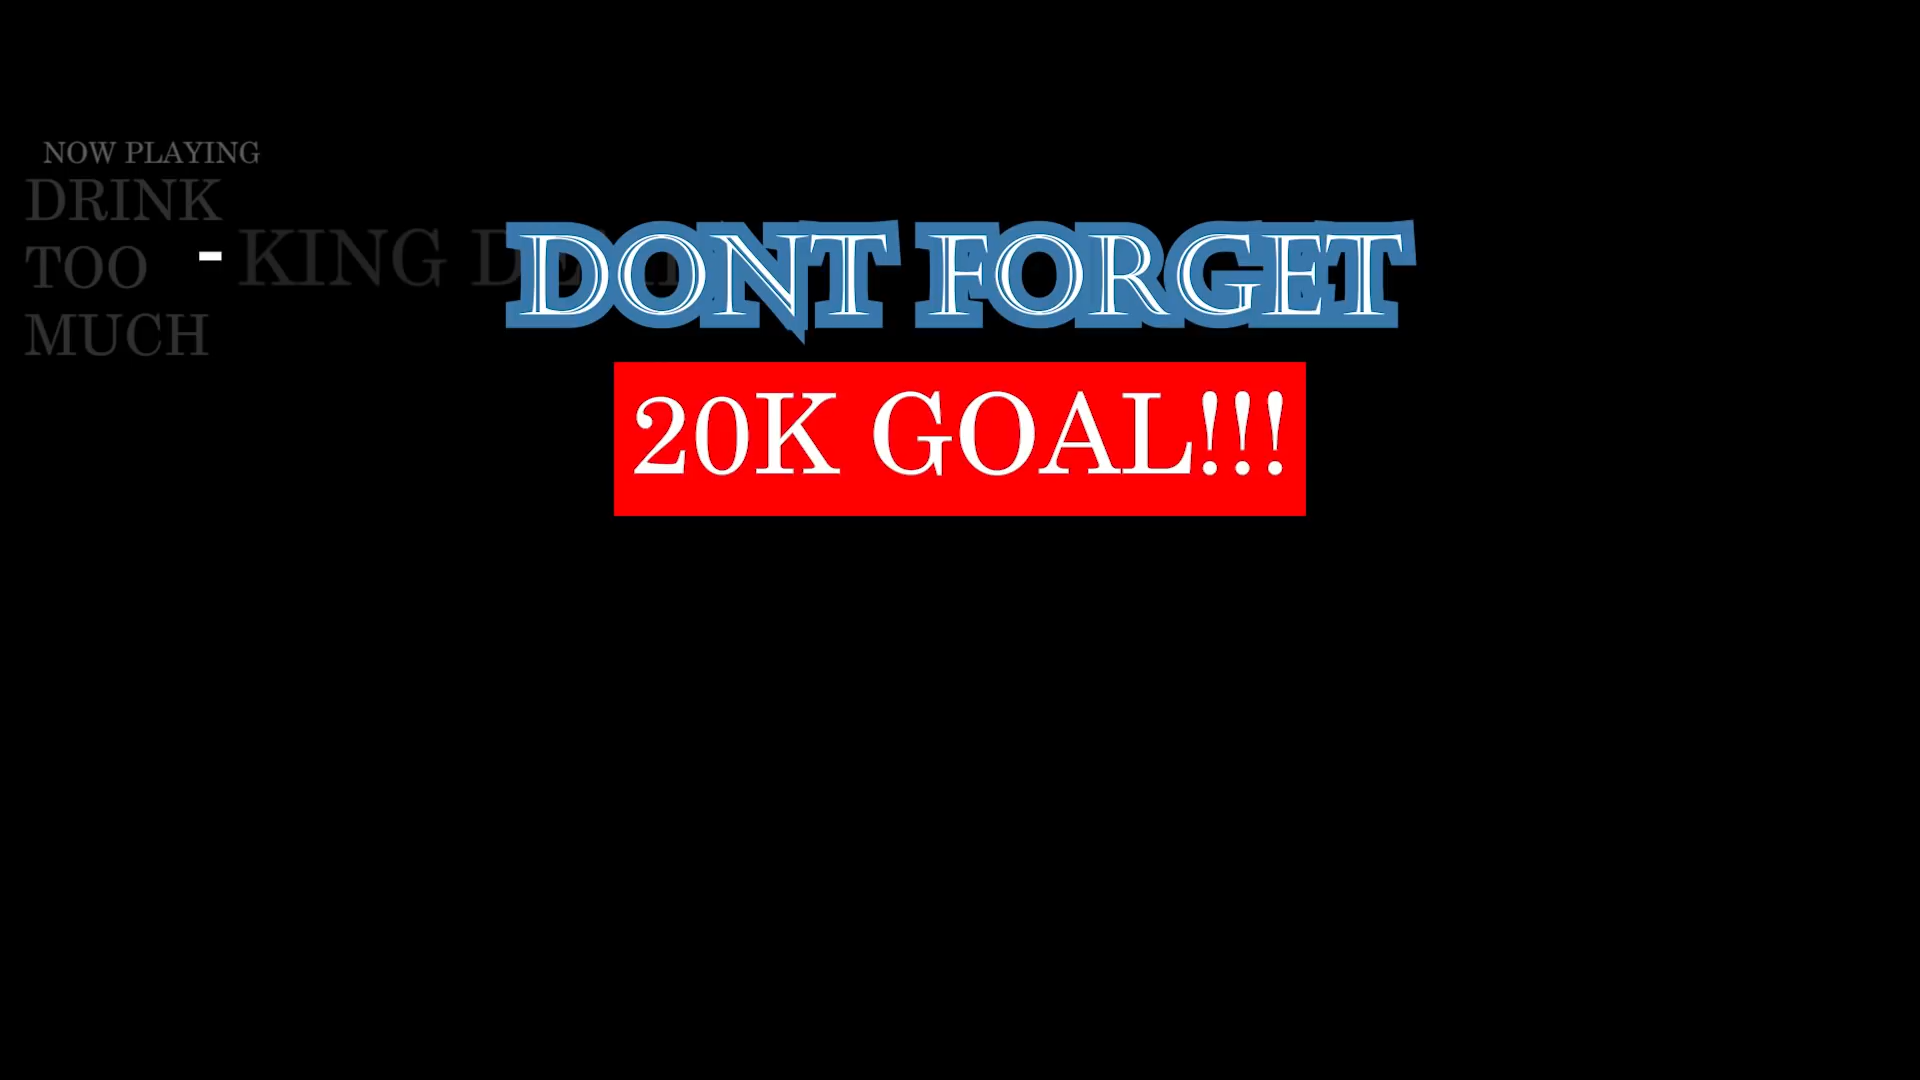 NOW PLAYING
DRINK
TOO
MUCH
- KING
DONT FORGET
20K GOAL!!!